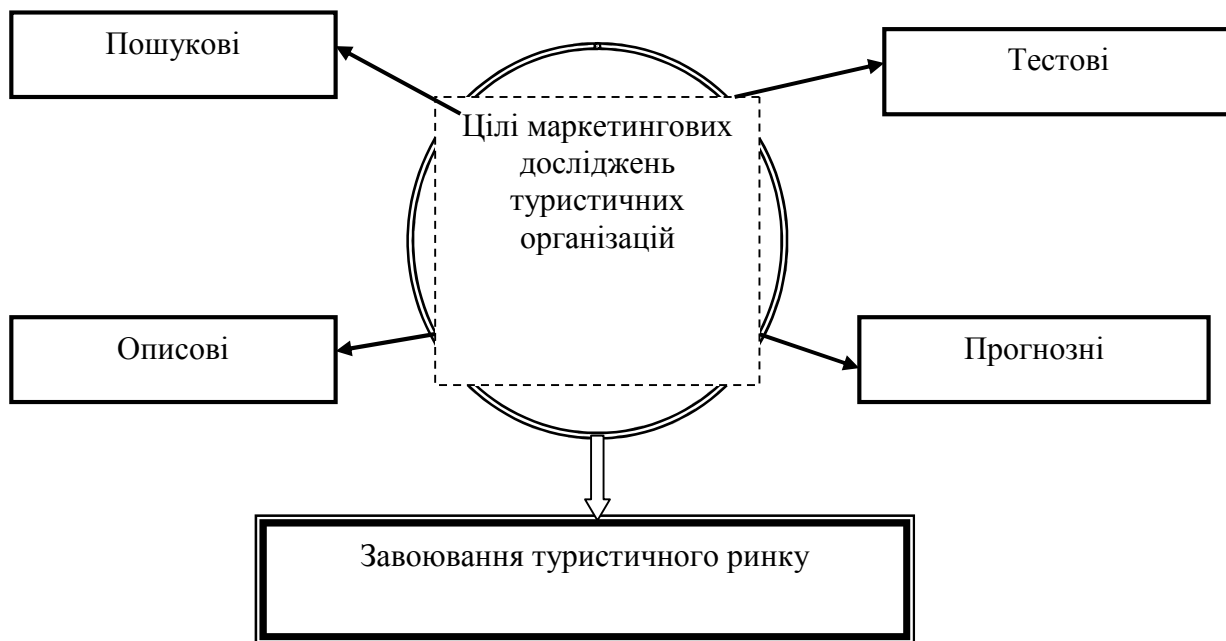 Пошукові
Тестові
Цілі маркетингових
досліджень
туристичних
організацій
Описові
Прогнозні
Завоювання туристичного ринку